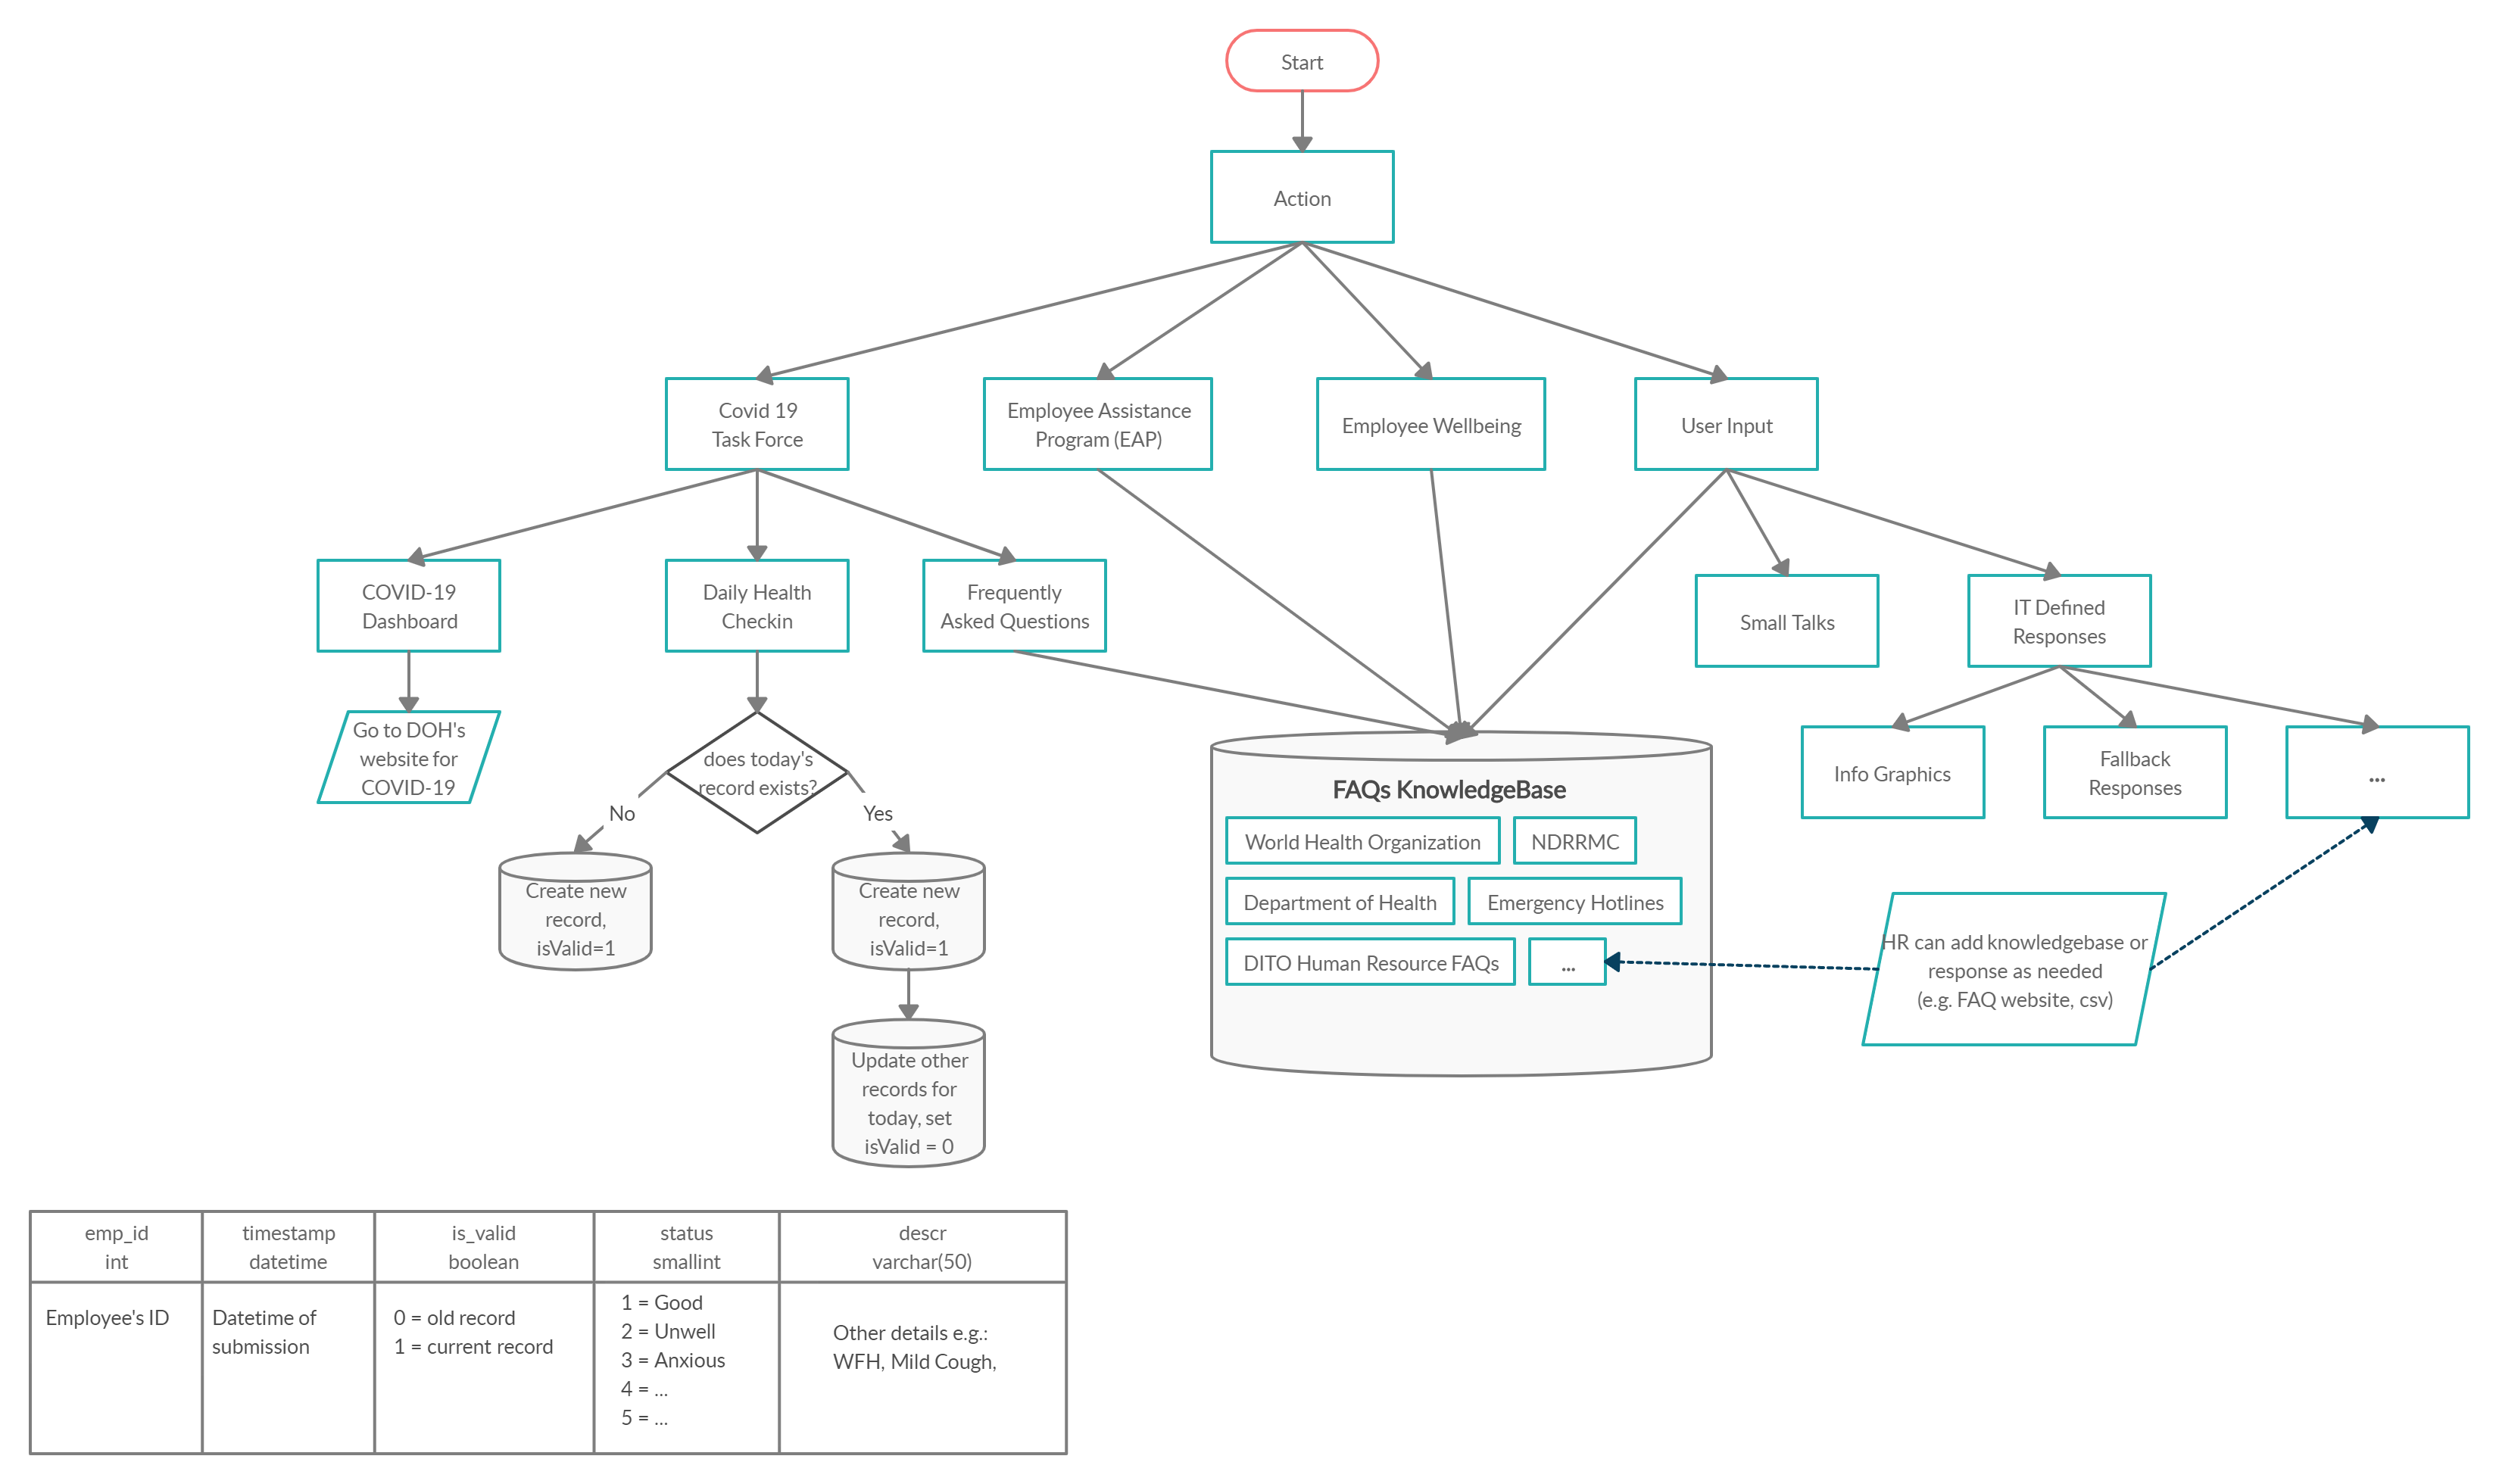 Start
Action
Covid 19
Task Force
Employee Assistance
Program (EAP)
Employee Wellbeing
User Input
COVID-19
Dashboard
Daily Health
Checkin
Frequently
Asked Questions
Small Talks
IT Defined
Responses
Go to DOH's
website for
COVID-19
does today's
record exists?
No
Yes
Info Graphics
Fallback
Responses
...
Create new
record,
isValid=1
Create new
record,
isValid=1
Update other
records for
today, set
isValid = 0
FAQs KnowledgeBase
World Health Organization
NDRRMC
Department of Health
Emergency Hotlines
DITO Human Resource FAQs
...
HR can add knowledgebase or
response as needed
(e.g. FAQ website, csv)
emp_id
int
timestamp
datetime
is_valid
boolean
status
smallint
descr
varchar(50)
Employee's ID
Datetime of
submission
0 = old record
1 = current record
1 = Good
2 = Unwell
3 = Anxious
4 = ...
5 = ...
Other details e.g.:
WFH, Mild Cough,